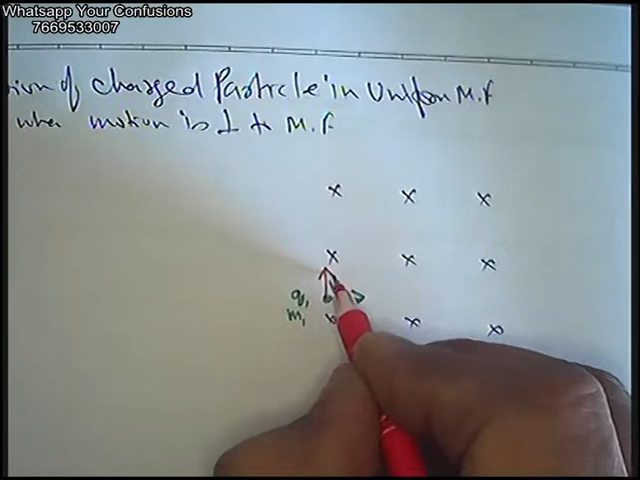 Whatsapp Your Confusions
7669533007
of Charged Particle in Uniform M.F
when motion is ⊥ to M.F
x x x
x x x
q,
m, x x x